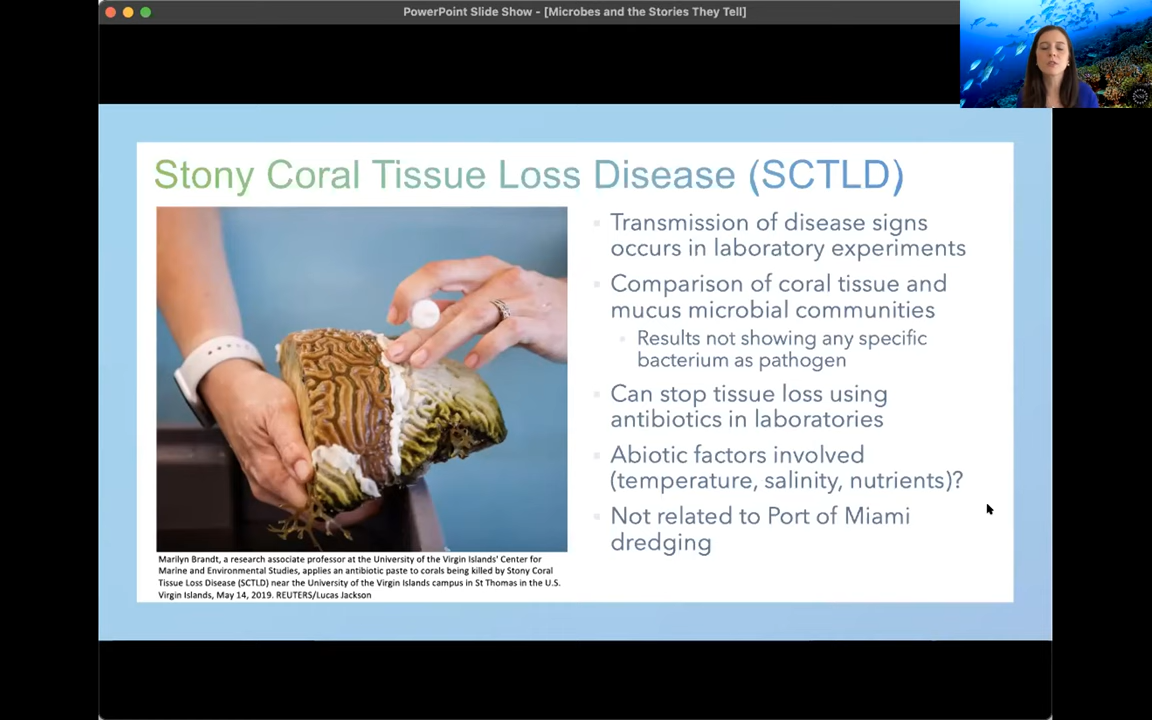 PowerPoint Slide Show - [Microbes and the Stories They Tell]
Stony Coral Tissue Loss Disease (SCTLD)
Transmission of disease signs
occurs in laboratory experiments
Comparison of coral tissue and
mucus microbial communities
Results not showing any specific
bacterium as pathogen
Can stop tissue loss using
antibiotics in laboratories
Abiotic factors involved
(temperature, salinity, nutrients)?
Not related to Port of Miami
dredging
Marilyn Brandt, a research associate professor at the University of the Virgin Islands' Center for
Marine and Environmental Studies, applies an antibiotic paste to corals being killed by Stony Coral
Tissue Loss Disease (SCTLD) near the University of the Virgin Islands campus in St Thomas in the U.S.
Virgin Islands, May 14, 2019. REUTERS/Lucas Jackson